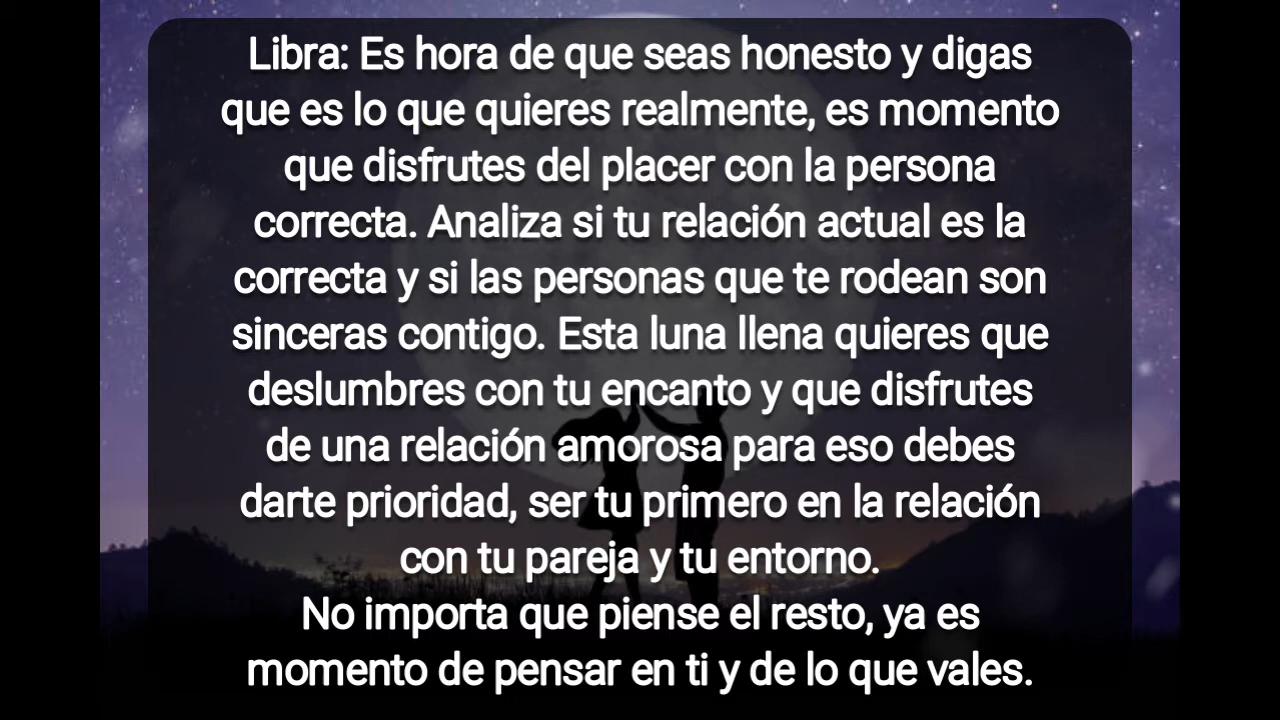 Libra: Es hora de que seas honesto y digas
que es lo que quieres realmente, es momento
que disfrutes del placer con la persona
correcta. Analiza si tu relación actual es la
correcta y si las personas que te rodean son
sinceras contigo. Esta luna llena quieres que
deslumbres con tu encanto y que disfrutes
de una relación amorosa para eso debes
darte prioridad, ser tu primero en la relación
con tu pareja y tu entorno.
No importa que piense el resto, ya es
momento de pensar en ti y de lo que vales.